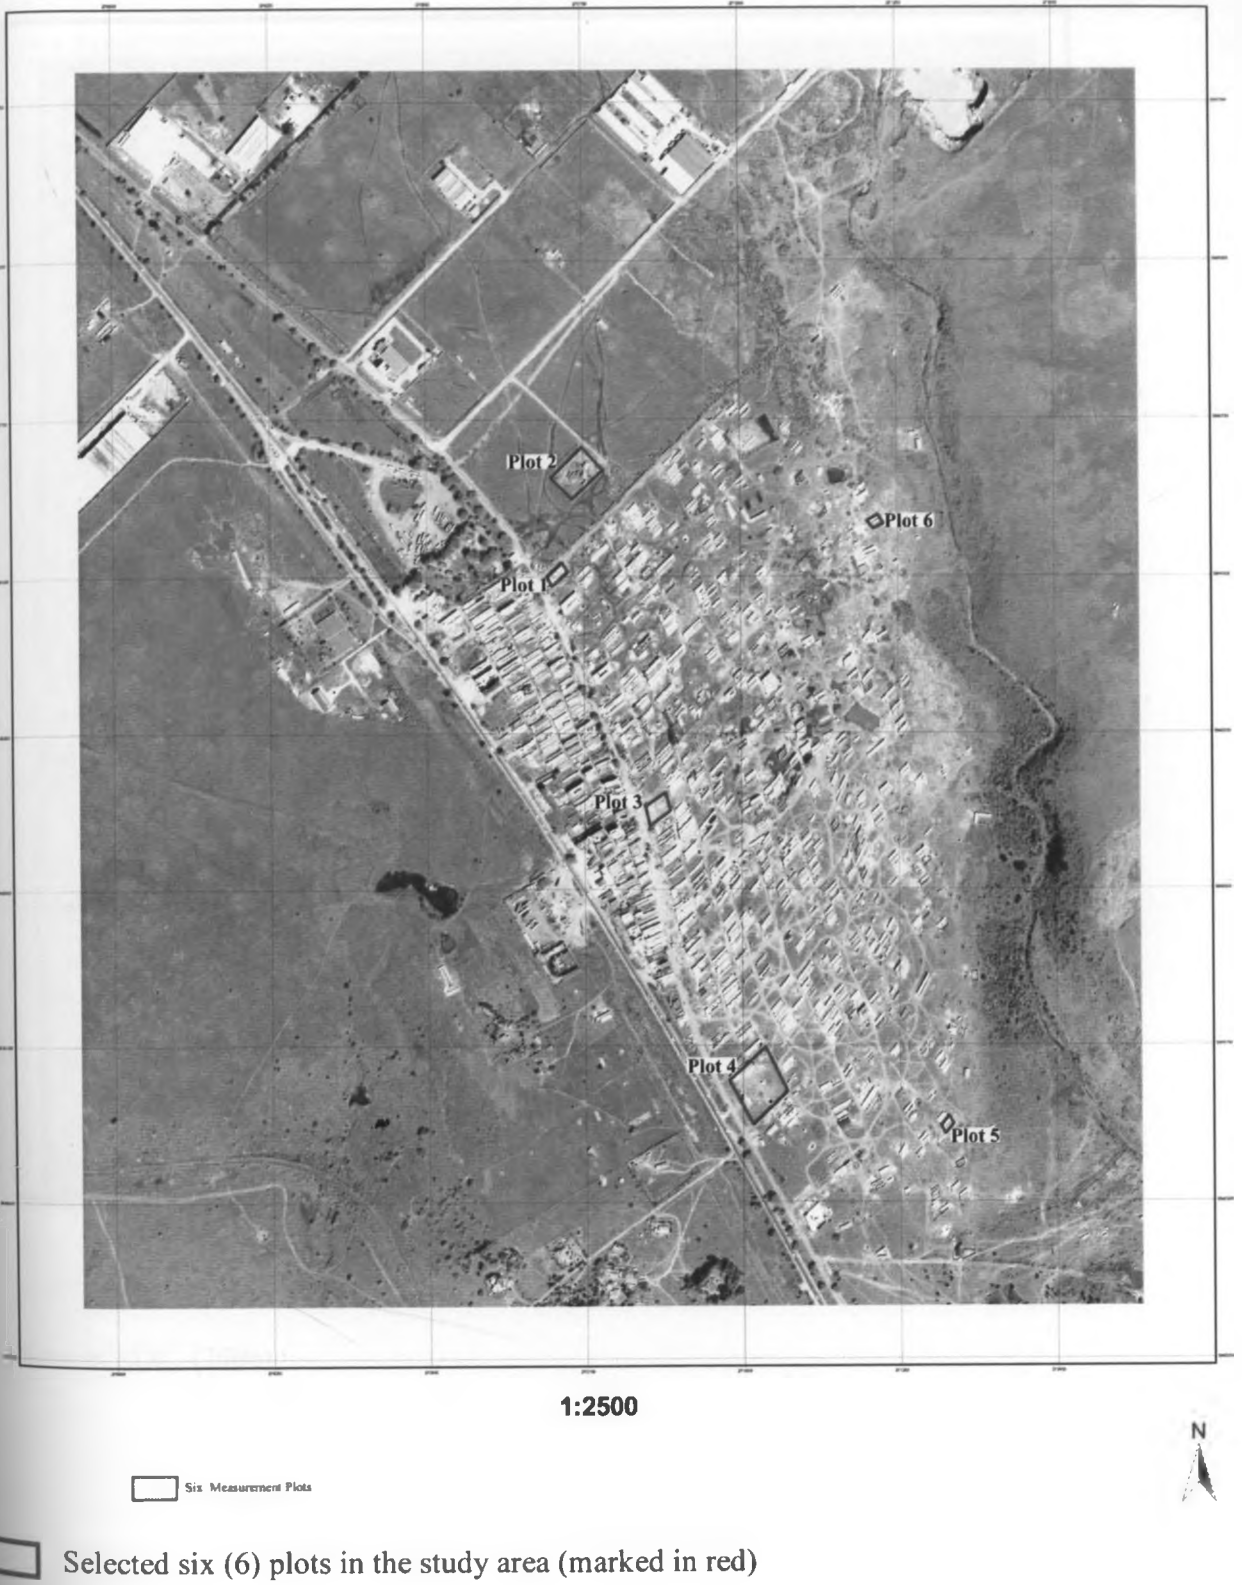 Plot 2
Plot 6
Plot 1
Plot 3
Plot 4
Plot 5
1:2500
N
Six Measurement Plots
Selected six (6) plots in the study area (marked in red)